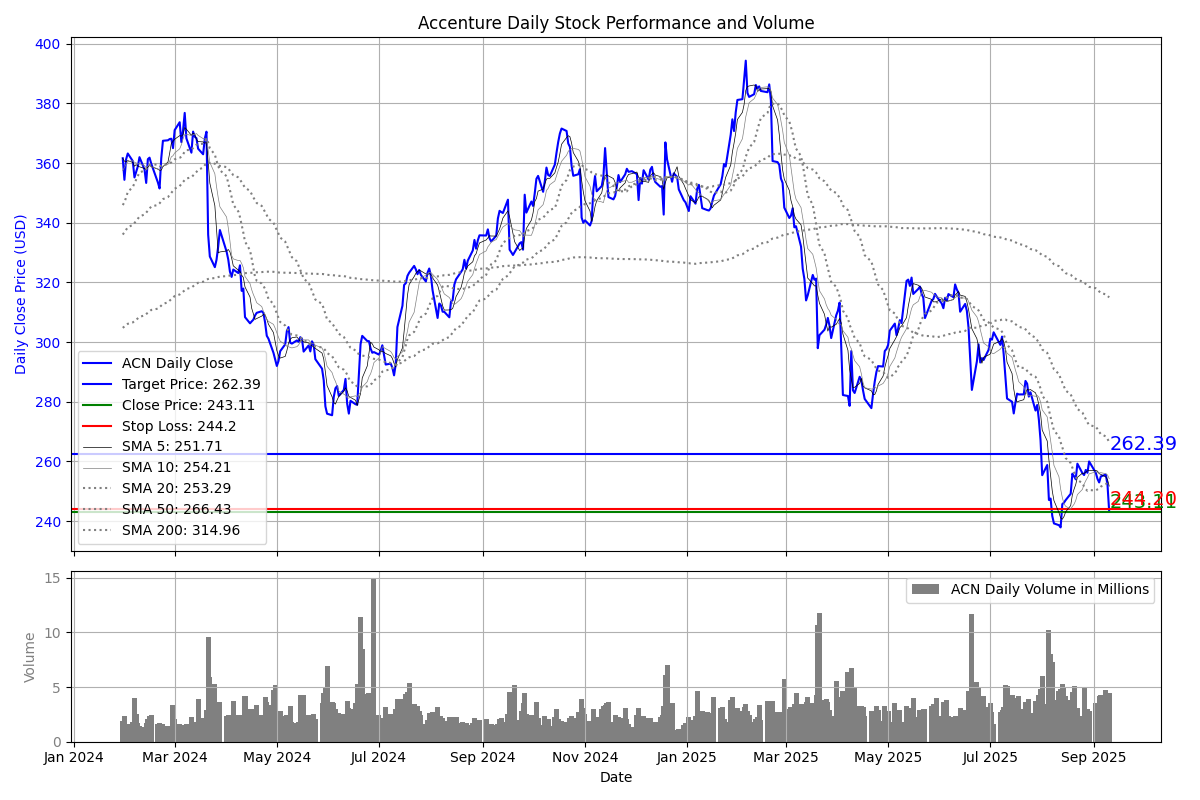 Accenture Daily Stock Performance and Volume
Daily Close Price (USD)
400
380
360
340
320
300
280
260
240
ACN Daily Close
Target Price: 262.39
Close Price: 243.11
Stop Loss: 244.2
SMA 5: 251.71
SMA 10: 254.21
SMA 20: 253.29
SMA 50: 266.43
SMA 200: 314.96
262.39
244.20
243.11
ACN Daily Volume in Millions
Volume
15
10
5
0
Jan 2024 Mar 2024 May 2024 Jul 2024 Sep 2024 Nov 2024 Jan 2025 Mar 2025 May 2025 Jul 2025 Sep 2025
Date